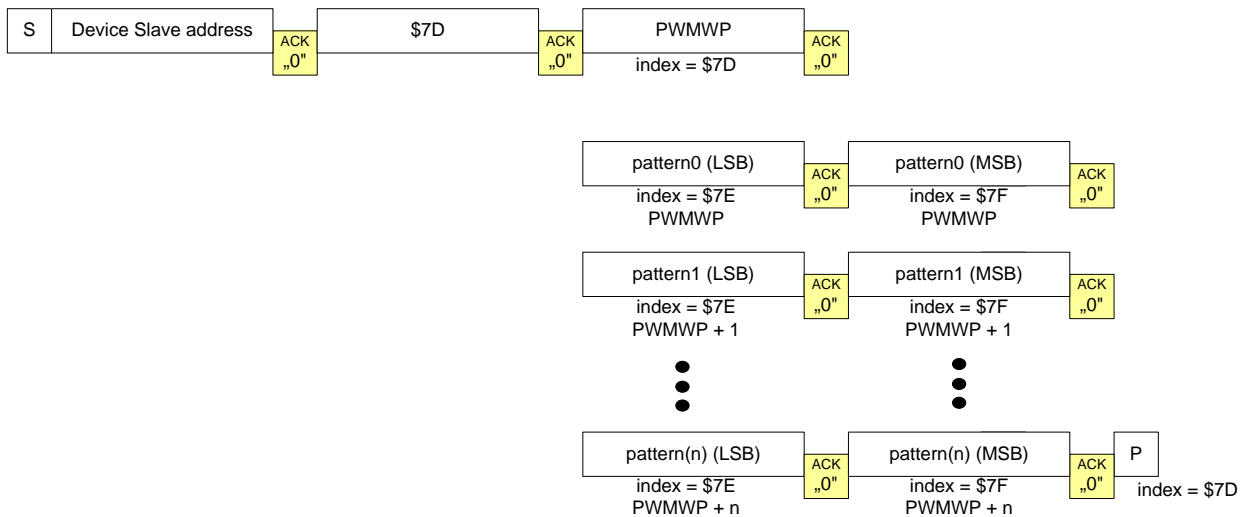 S Device Slave address ACK „0" $7D ACK „0" PWMWP ACK „0"
index = $7D
pattern0 (LSB) ACK „0" pattern0 (MSB) ACK „0"
index = $7E index = $7F
PWMWP PWMWP
pattern1 (LSB) ACK „0" pattern1 (MSB) ACK „0"
index = $7E index = $7F
PWMWP + 1 PWMWP + 1
pattern(n) (LSB) ACK „0" pattern(n) (MSB) ACK „0" P
index = $7E index = $7F index = $7D
PWMWP + n PWMWP + n